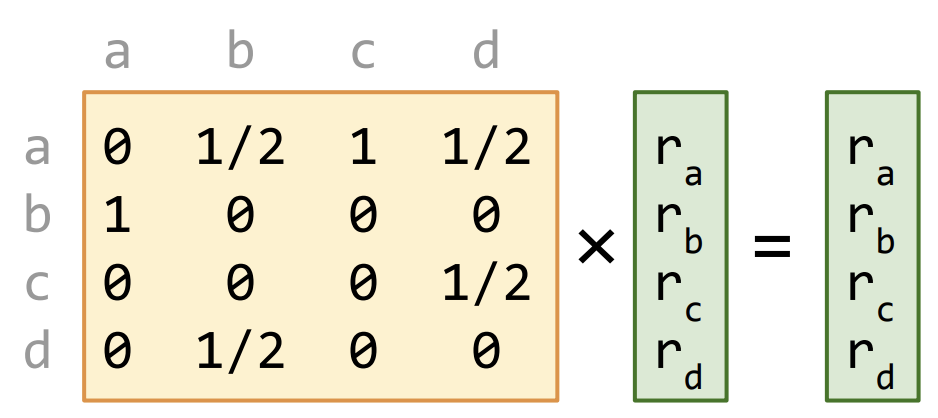 a b c d
a 0 1/2 1 1/2 r_a r_a
b 1 0 0 0 r_b r_b
× =
c 0 0 0 1/2 r_c r_c
d 0 1/2 0 0 r_d r_d